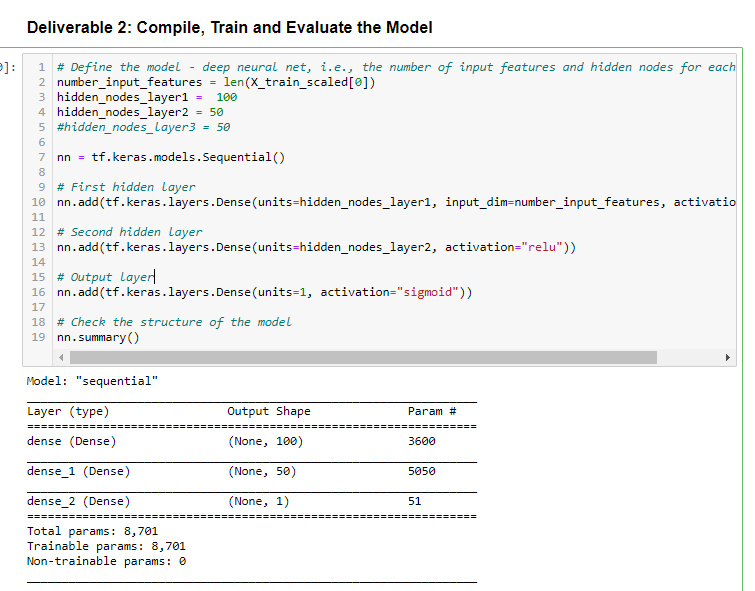 Deliverable 2: Compile, Train and Evaluate the Model
]:
1 # Define the model - deep neural net, i.e., the number of input features and hidden nodes for each
2 number_input_features = len(X_train_scaled[0])
3 hidden_nodes_layer1 =  100
4 hidden_nodes_layer2 = 50
5 #hidden_nodes_layer3 = 50
6
7 nn = tf.keras.models.Sequential()
8
9 # First hidden layer
10 nn.add(tf.keras.layers.Dense(units=hidden_nodes_layer1, input_dim=number_input_features, activatio
11
12 # Second hidden layer
13 nn.add(tf.keras.layers.Dense(units=hidden_nodes_layer2, activation="relu"))
14
15 # Output layer
16 nn.add(tf.keras.layers.Dense(units=1, activation="sigmoid"))
17
18 # Check the structure of the model
19 nn.summary()
Model: "sequential"
Layer (type) Output Shape Param #
dense (Dense) (None, 100) 3600
dense_1 (Dense) (None, 50) 5050
dense_2 (Dense) (None, 1) 51
Total params: 8,701
Trainable params: 8,701
Non-trainable params: 0